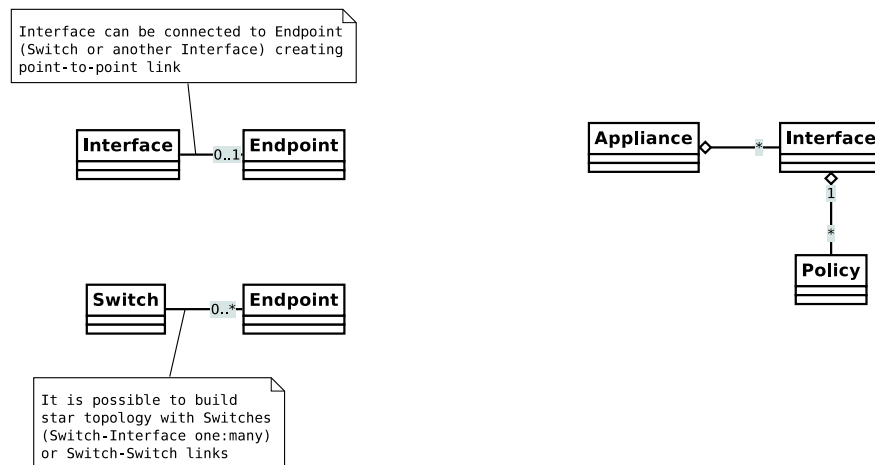 Interface can be connected to Endpoint
(Switch or another Interface) creating
point-to-point link
Interface
0..1
Endpoint
Appliance
*
Interface
1
*
Policy
Switch
0..*
Endpoint
It is possible to build
star topology with Switches
(Switch-Interface one:many)
or Switch-Switch links